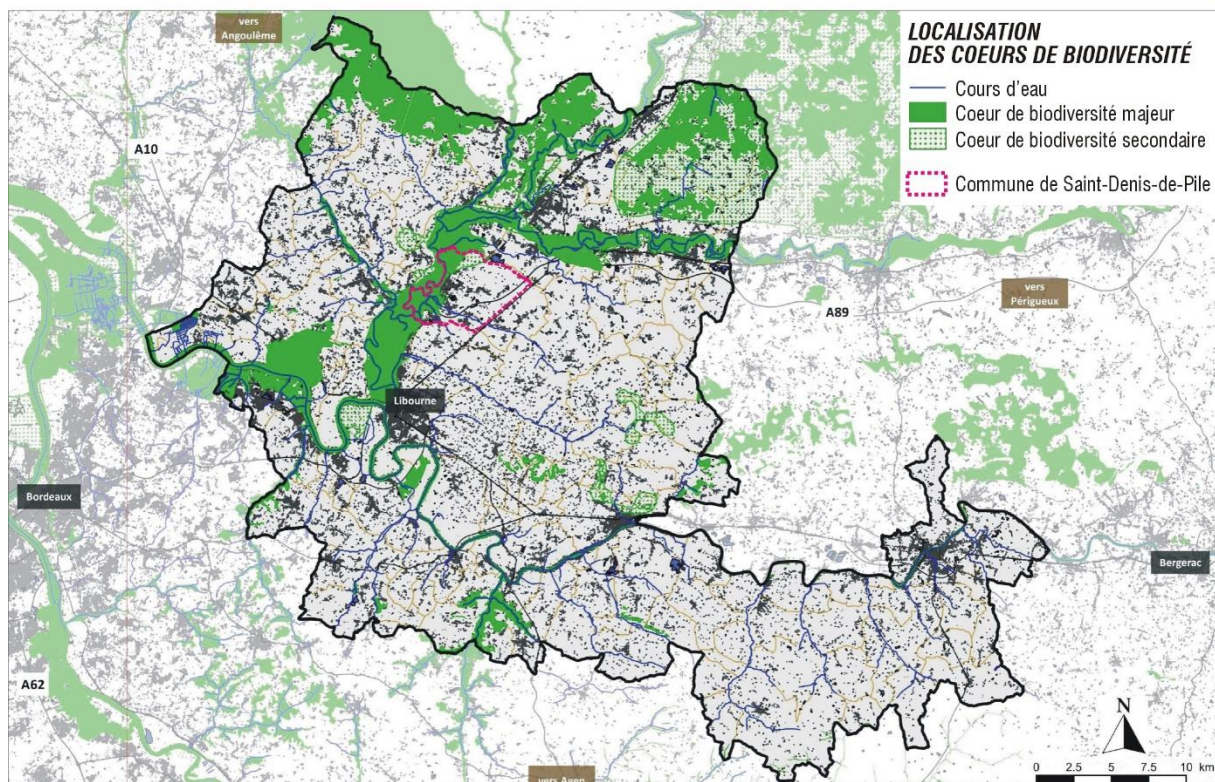 vers
Angoulême
LOCALISATION
DES COEURS DE BIODIVERSITÉ
Cours d'eau
Coeur de biodiversité majeur
Coeur de biodiversité secondaire
Commune de Saint-Denis-de-Pile
A10
vers
Périgueux
A89
Libourne
Bordeaux
Bergerac
A62
vers Agen
N
0 2.5 5 7.5 10 km